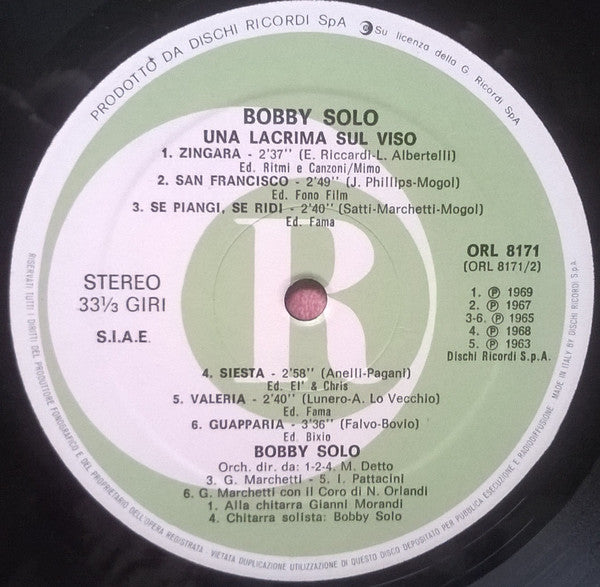 PRODOTTO DA DISCHI RICORDI SpA
Su licenza della G. Ricordi SpA
BOBBY SOLO
UNA LACRIMA SUL VISO
1. ZINGARA - 2'37'' (E. Riccardi-L. Albertelli)
Ed. Ritmi e Canzoni/Mimo
2. SAN FRANCISCO - 2'49'' (J. Phillips-Mogol)
Ed. Fono Film
3. SE PIANGI, SE RIDI - 2'40'' (Satti-Marchetti-Mogol)
Ed. Fama
R
STEREO
33⅓ GIRI
S.I.A.E.
ORL 8171
(ORL 8171/2)
1. Ⓟ 1969
2. Ⓟ 1967
3-6. Ⓟ 1965
4. Ⓟ 1968
5. Ⓟ 1963
Dischi Ricordi S.p.A.
4. SIESTA - 2'58'' (Anelli-Pagani)
Ed. El' & Chris
5. VALERIA - 2'40'' (Lunero-A. Lo Vecchio)
Ed. Fama
6. GUAPPARIA - 3'36'' (Falvo-Bovio)
Ed. Bixio
BOBBY SOLO
Orch. dir. da: 1-2-4. M. Detto
3. G. Marchetti - 5. I. Pattacini
6. G. Marchetti con il Coro di N. Orlandi
1. Alla chitarra Gianni Morandi
4. Chitarra solista: Bobby Solo
RISERVATI TUTTI I DIRITTI DEL PRODUTTORE FONOGRAFICO E DEL PROPRIETARIO DELL'OPERA REGISTRATA - VIETATA DUPLICAZIONE UTILIZZAZIONE DI QUESTO DISCO DEPOSITATO PER PUBBLICA ESECUZIONE E RADIODIFFUSIONE. MADE IN ITALY BY DISCHI RICORDI S.p.A.